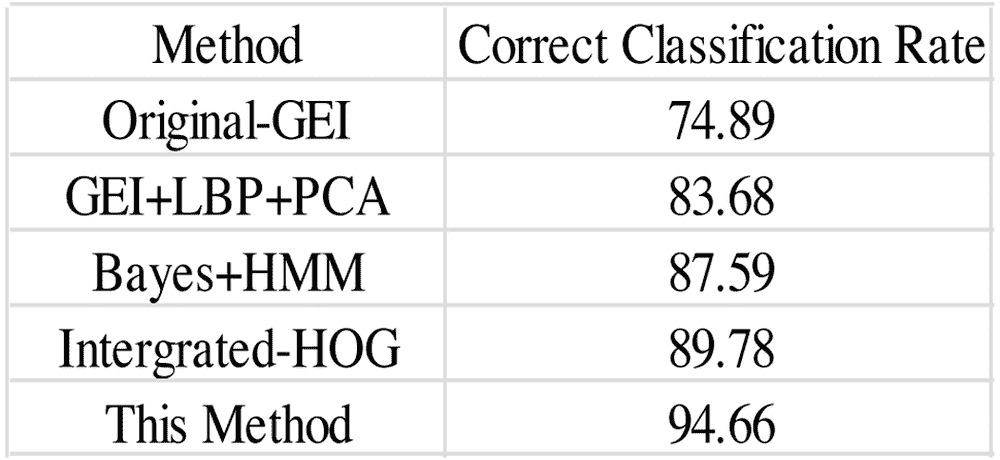 Method Correct Classification Rate
Original-GEI 74.89
GEI+LBP+PCA 83.68
Bayes+HMM 87.59
Intergrated-HOG 89.78
This Method 94.66